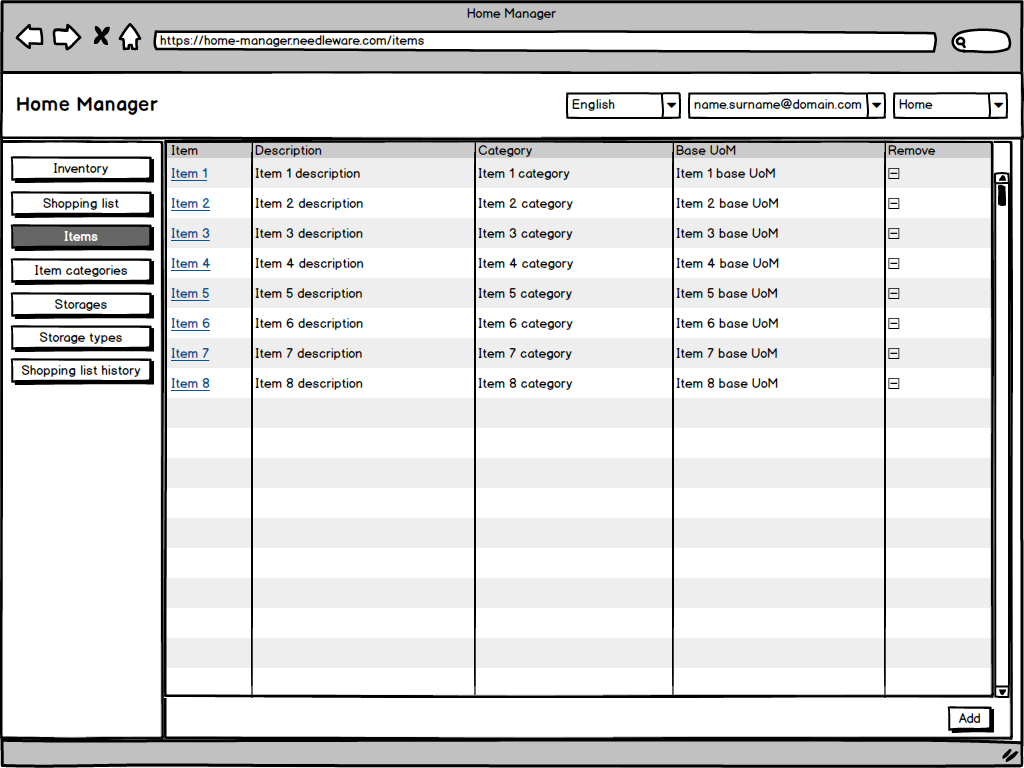 Home Manager
https://home-manager.needleware.com/items
Home Manager
English
name.surname@domain.com
Home
Inventory
Shopping list
Items
Item categories
Storages
Storage types
Shopping list history
Item Description Category Base UoM Remove
Item 1 Item 1 description Item 1 category Item 1 base UoM
Item 2 Item 2 description Item 2 category Item 2 base UoM
Item 3 Item 3 description Item 3 category Item 3 base UoM
Item 4 Item 4 description Item 4 category Item 4 base UoM
Item 5 Item 5 description Item 5 category Item 5 base UoM
Item 6 Item 6 description Item 6 category Item 6 base UoM
Item 7 Item 7 description Item 7 category Item 7 base UoM
Item 8 Item 8 description Item 8 category Item 8 base UoM
Add